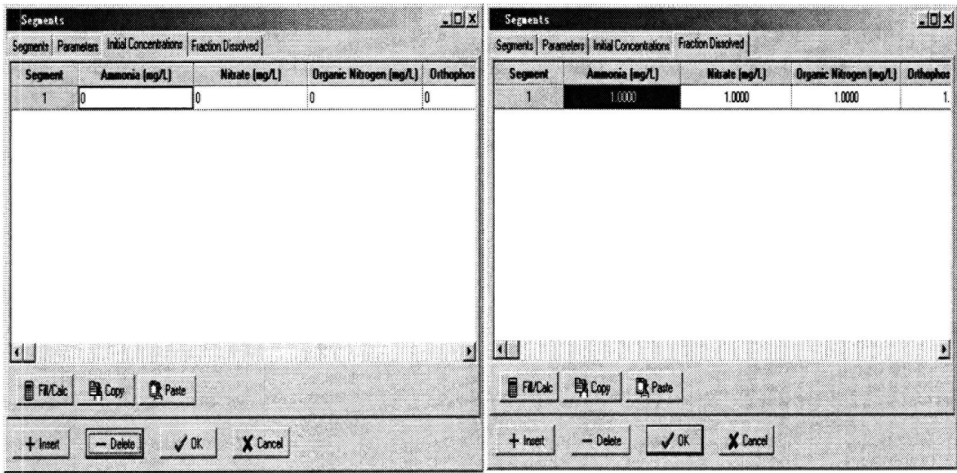 Segments
Segments Parameters Initial Concentrations Fraction Dissolved
Segment Ammonia (mg/L) Nitrate (mg/L) Organic Nitrogen (mg/L) Orthophos
1 0 0 0 0
Fill/Calc Copy Paste
+ Insert − Delete OK Cancel
Segments
Segments Parameters Initial Concentrations Fraction Dissolved
Segment Ammonia (mg/L) Nitrate (mg/L) Organic Nitrogen (mg/L) Orthophos
1 1.0000 1.0000 1.0000 1.
Fill/Calc Copy Paste
+ Insert − Delete OK Cancel